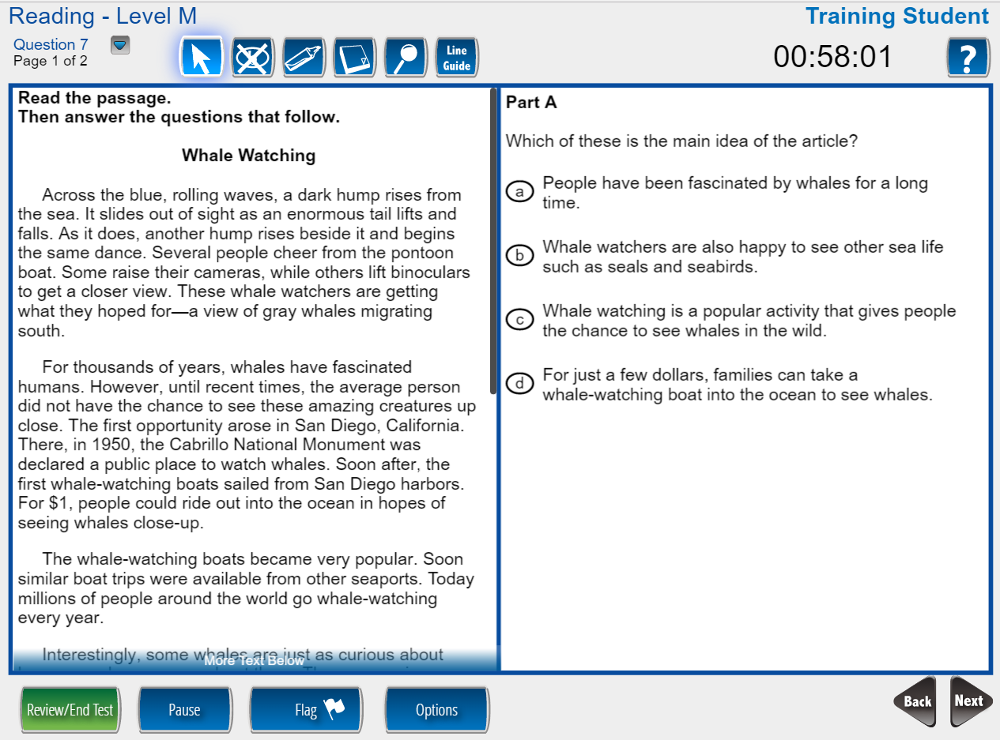 Reading - Level M
Training Student
Question 7
Page 1 of 2
Line
Guide
00:58:01
?
Read the passage.
Then answer the questions that follow.
Whale Watching
Across the blue, rolling waves, a dark hump rises from
the sea. It slides out of sight as an enormous tail lifts and
falls. As it does, another hump rises beside it and begins
the same dance. Several people cheer from the pontoon
boat. Some raise their cameras, while others lift binoculars
to get a closer view. These whale watchers are getting
what they hoped for—a view of gray whales migrating
south.
For thousands of years, whales have fascinated
humans. However, until recent times, the average person
did not have the chance to see these amazing creatures up
close. The first opportunity arose in San Diego, California.
There, in 1950, the Cabrillo National Monument was
declared a public place to watch whales. Soon after, the
first whale-watching boats sailed from San Diego harbors.
For $1, people could ride out into the ocean in hopes of
seeing whales close-up.
The whale-watching boats became very popular. Soon
similar boat trips were available from other seaports. Today
millions of people around the world go whale-watching
every year.
Interestingly, some whales are just as curious about
More Text Below
Part A
Which of these is the main idea of the article?
a People have been fascinated by whales for a long
time.
b Whale watchers are also happy to see other sea life
such as seals and seabirds.
c Whale watching is a popular activity that gives people
the chance to see whales in the wild.
d For just a few dollars, families can take a
whale-watching boat into the ocean to see whales.
Review/End Test
Pause
Flag
Options
Back
Next